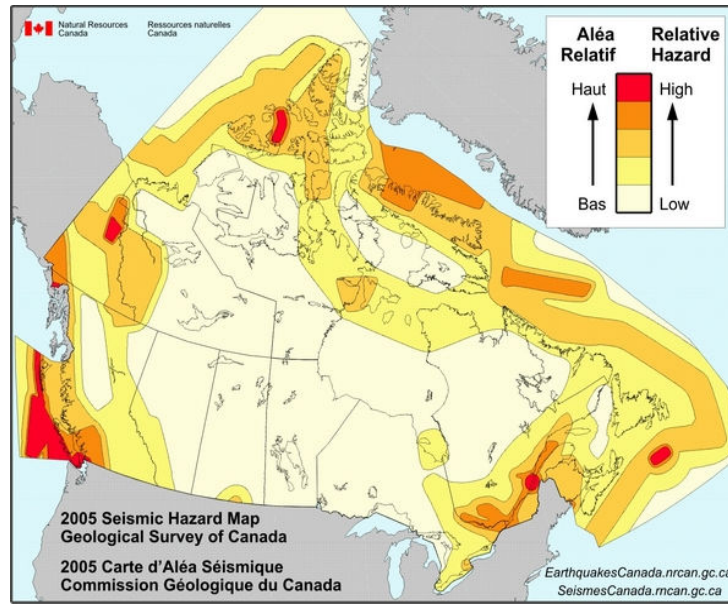 Natural Resources Canada
Ressources naturelles Canada
Aléa Relatif
Relative Hazard
Haut
High
Bas
Low
2005 Seismic Hazard Map
Geological Survey of Canada
2005 Carte d'Aléa Séismique
Commission Géologique du Canada
EarthquakesCanada.nrcan.gc.ca
SeismesCanada.rncan.gc.ca